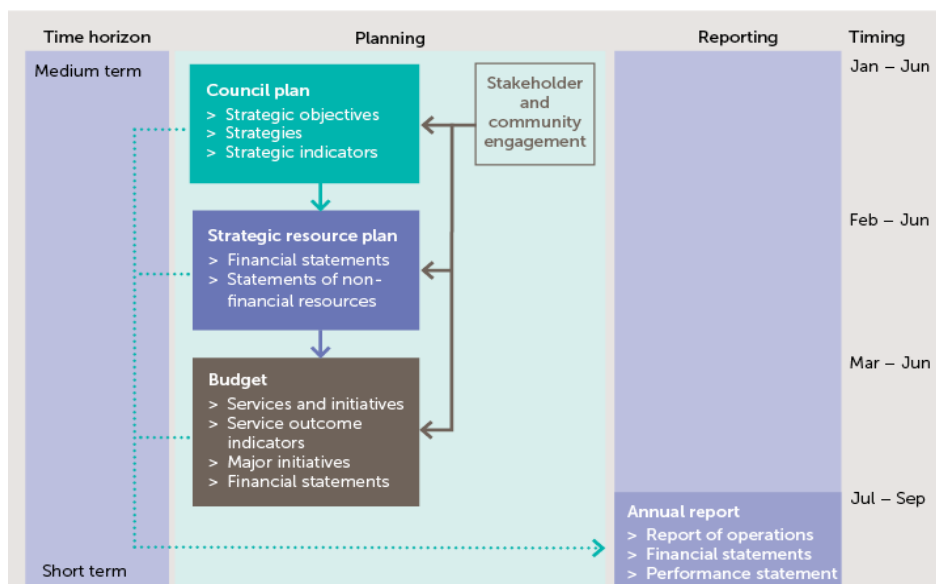 Time horizon
Planning
Reporting
Timing
Medium term
Jan – Jun
Council plan
> Strategic objectives
> Strategies
> Strategic indicators
Stakeholder
and
community
engagement
Feb – Jun
Strategic resource plan
> Financial statements
> Statements of non-
financial resources
Mar – Jun
Budget
> Services and initiatives
> Service outcome
indicators
> Major initiatives
> Financial statements
Jul – Sep
Annual report
> Report of operations
> Financial statements
> Performance statement
Short term